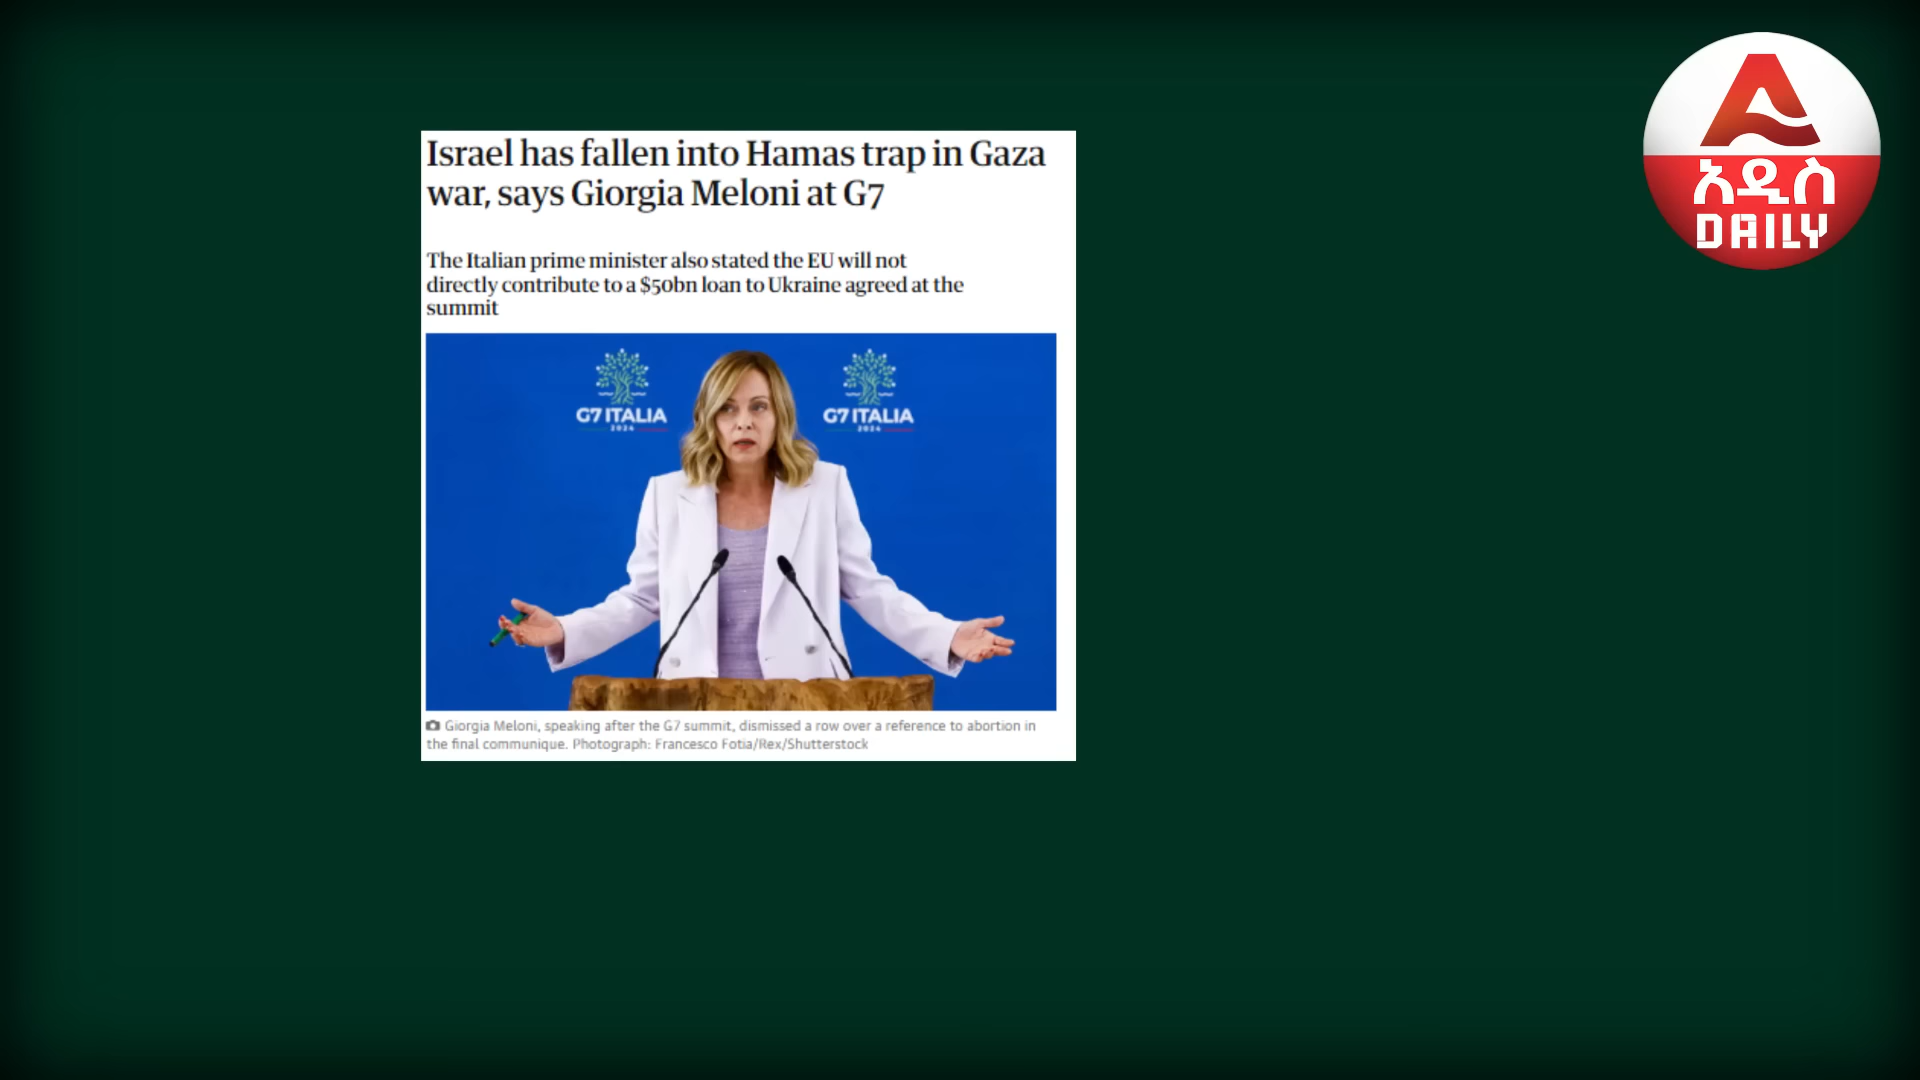 Israel has fallen into Hamas trap in Gaza
war, says Giorgia Meloni at G7
The Italian prime minister also stated the EU will not
directly contribute to a $50bn loan to Ukraine agreed at the
summit
G7 ITALIA
2024
G7 ITALIA
2024
Giorgia Meloni, speaking after the G7 summit, dismissed a row over a reference to abortion in
the final communique. Photograph: Francesco Fotia/Rex/Shutterstock
አዲስ
DAILY